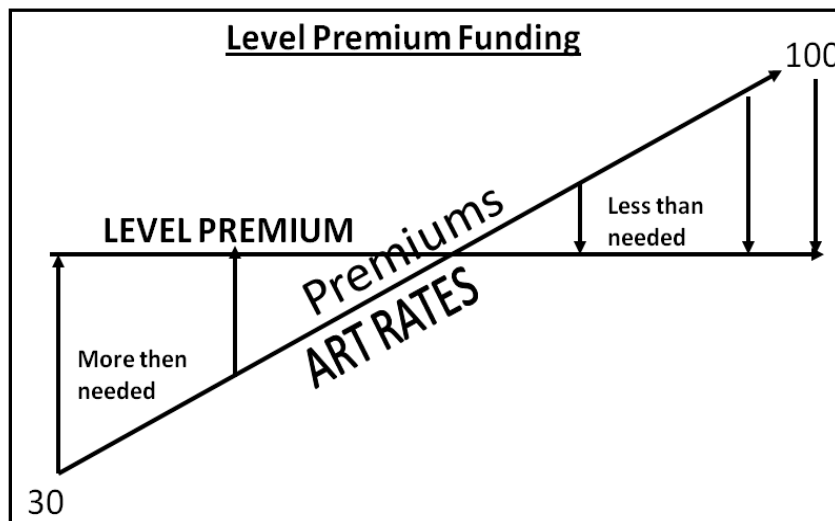 Level Premium Funding
100
LEVEL PREMIUM
Premiums
Less than
needed
ART RATES
More then
needed
30